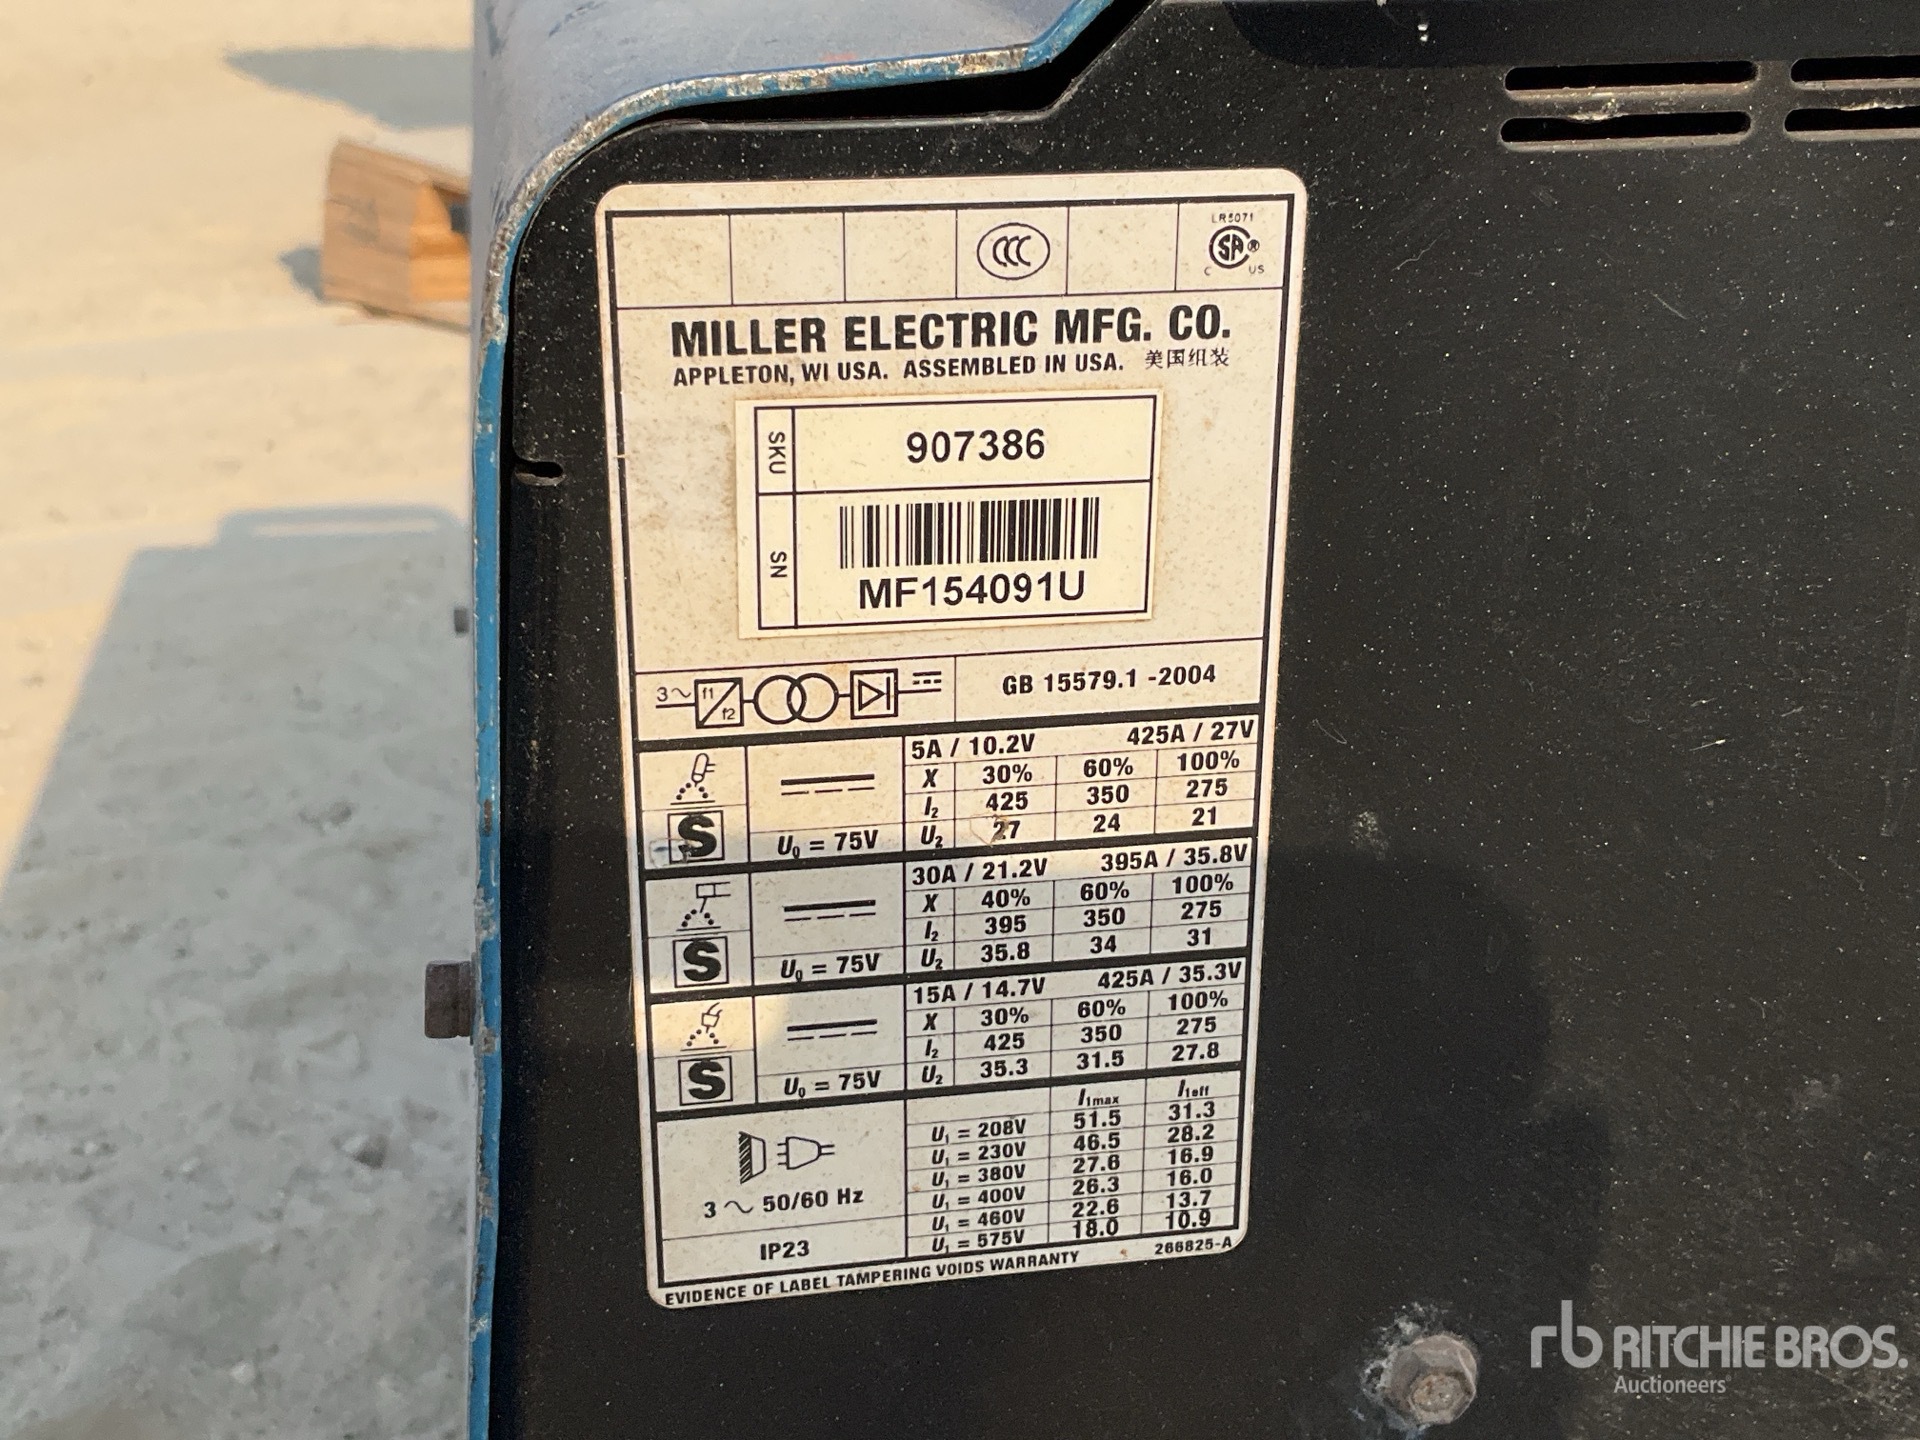 LR5071
CCC
SA ®
C US
MILLER ELECTRIC MFG. CO.
APPLETON, WI USA. ASSEMBLED IN USA. 美国组装
SKU 907386
SN MF154091U
3~ f1 f2 GB 15579.1 -2004
5A / 10.2V 425A / 27V
X 30% 60% 100%
I2 425 350 275
S U0 = 75V U2 27 24 21
30A / 21.2V 395A / 35.8V
X 40% 60% 100%
I2 395 350 275
S U0 = 75V U2 35.8 34 31
15A / 14.7V 425A / 35.3V
X 30% 60% 100%
I2 425 350 275
S U0 = 75V U2 35.3 31.5 27.8
I1max I1eff
U1 = 208V 51.5 31.3
U1 = 230V 46.5 28.2
U1 = 380V 27.6 16.9
3 ~ 50/60 Hz U1 = 400V 26.3 16.0
U1 = 460V 22.6 13.7
IP23 U1 = 575V 18.0 10.9
EVIDENCE OF LABEL TAMPERING VOIDS WARRANTY 266825-A
rb RITCHIE BROS.
Auctioneers